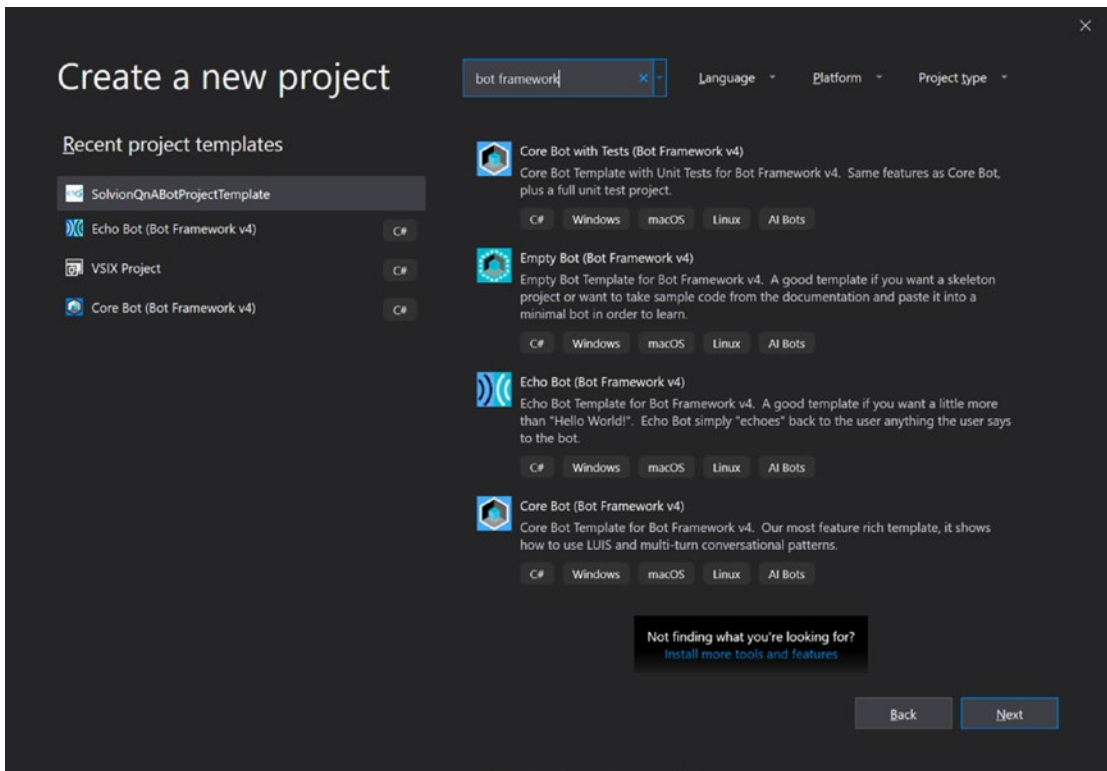 Create a new project
bot framework
Language
Platform
Project type
Recent project templates
SolvionQnABotProjectTemplate
Echo Bot (Bot Framework v4)
C#
VSIX Project
C#
Core Bot (Bot Framework v4)
C#
Core Bot with Tests (Bot Framework v4)
Core Bot Template with Unit Tests for Bot Framework v4. Same features as Core Bot,
plus a full unit test project.
C# Windows macOS Linux AI Bots
Empty Bot (Bot Framework v4)
Empty Bot Template for Bot Framework v4. A good template if you want a skeleton
project or want to take sample code from the documentation and paste it into a
minimal bot in order to learn.
C# Windows macOS Linux AI Bots
Echo Bot (Bot Framework v4)
Echo Bot Template for Bot Framework v4. A good template if you want a little more
than "Hello World!". Echo Bot simply "echoes" back to the user anything the user says
to the bot.
C# Windows macOS Linux AI Bots
Core Bot (Bot Framework v4)
Core Bot Template for Bot Framework v4. Our most feature rich template, it shows
how to use LUIS and multi-turn conversational patterns.
C# Windows macOS Linux AI Bots
Not finding what you're looking for?
Install more tools and features
Back
Next